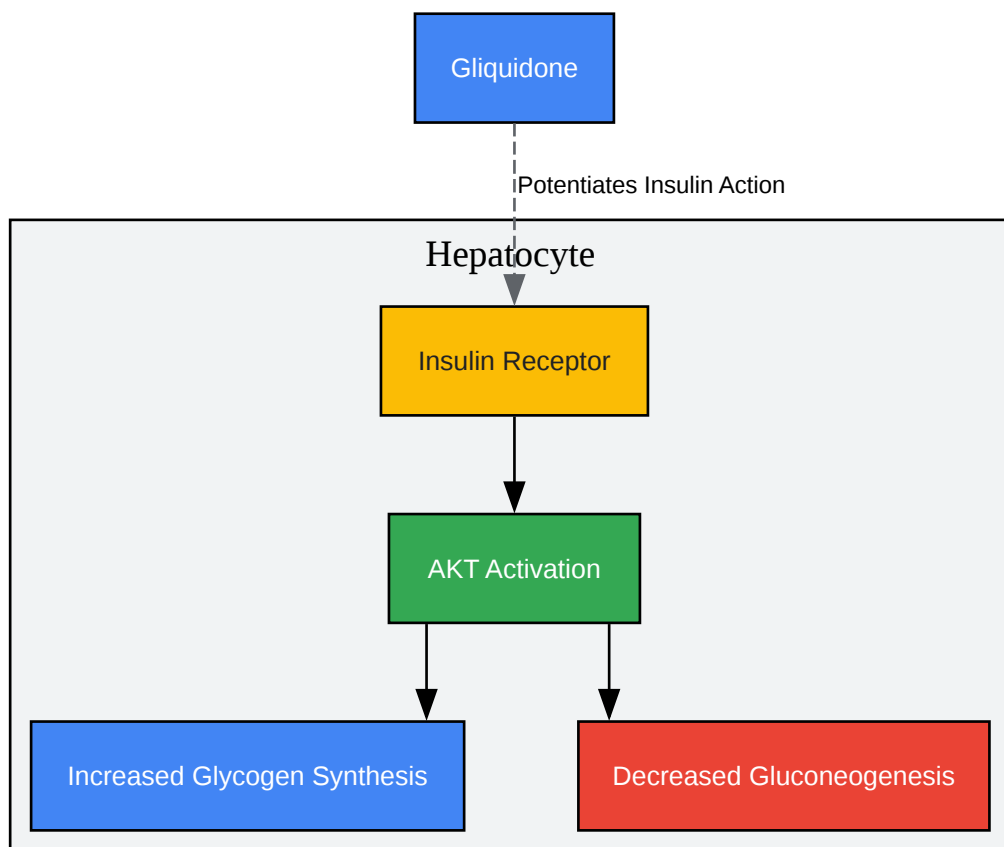 Gliquidone
Potentiates Insulin Action
Hepatocyte
Insulin Receptor
AKT Activation
Increased Glycogen Synthesis
Decreased Gluconeogenesis